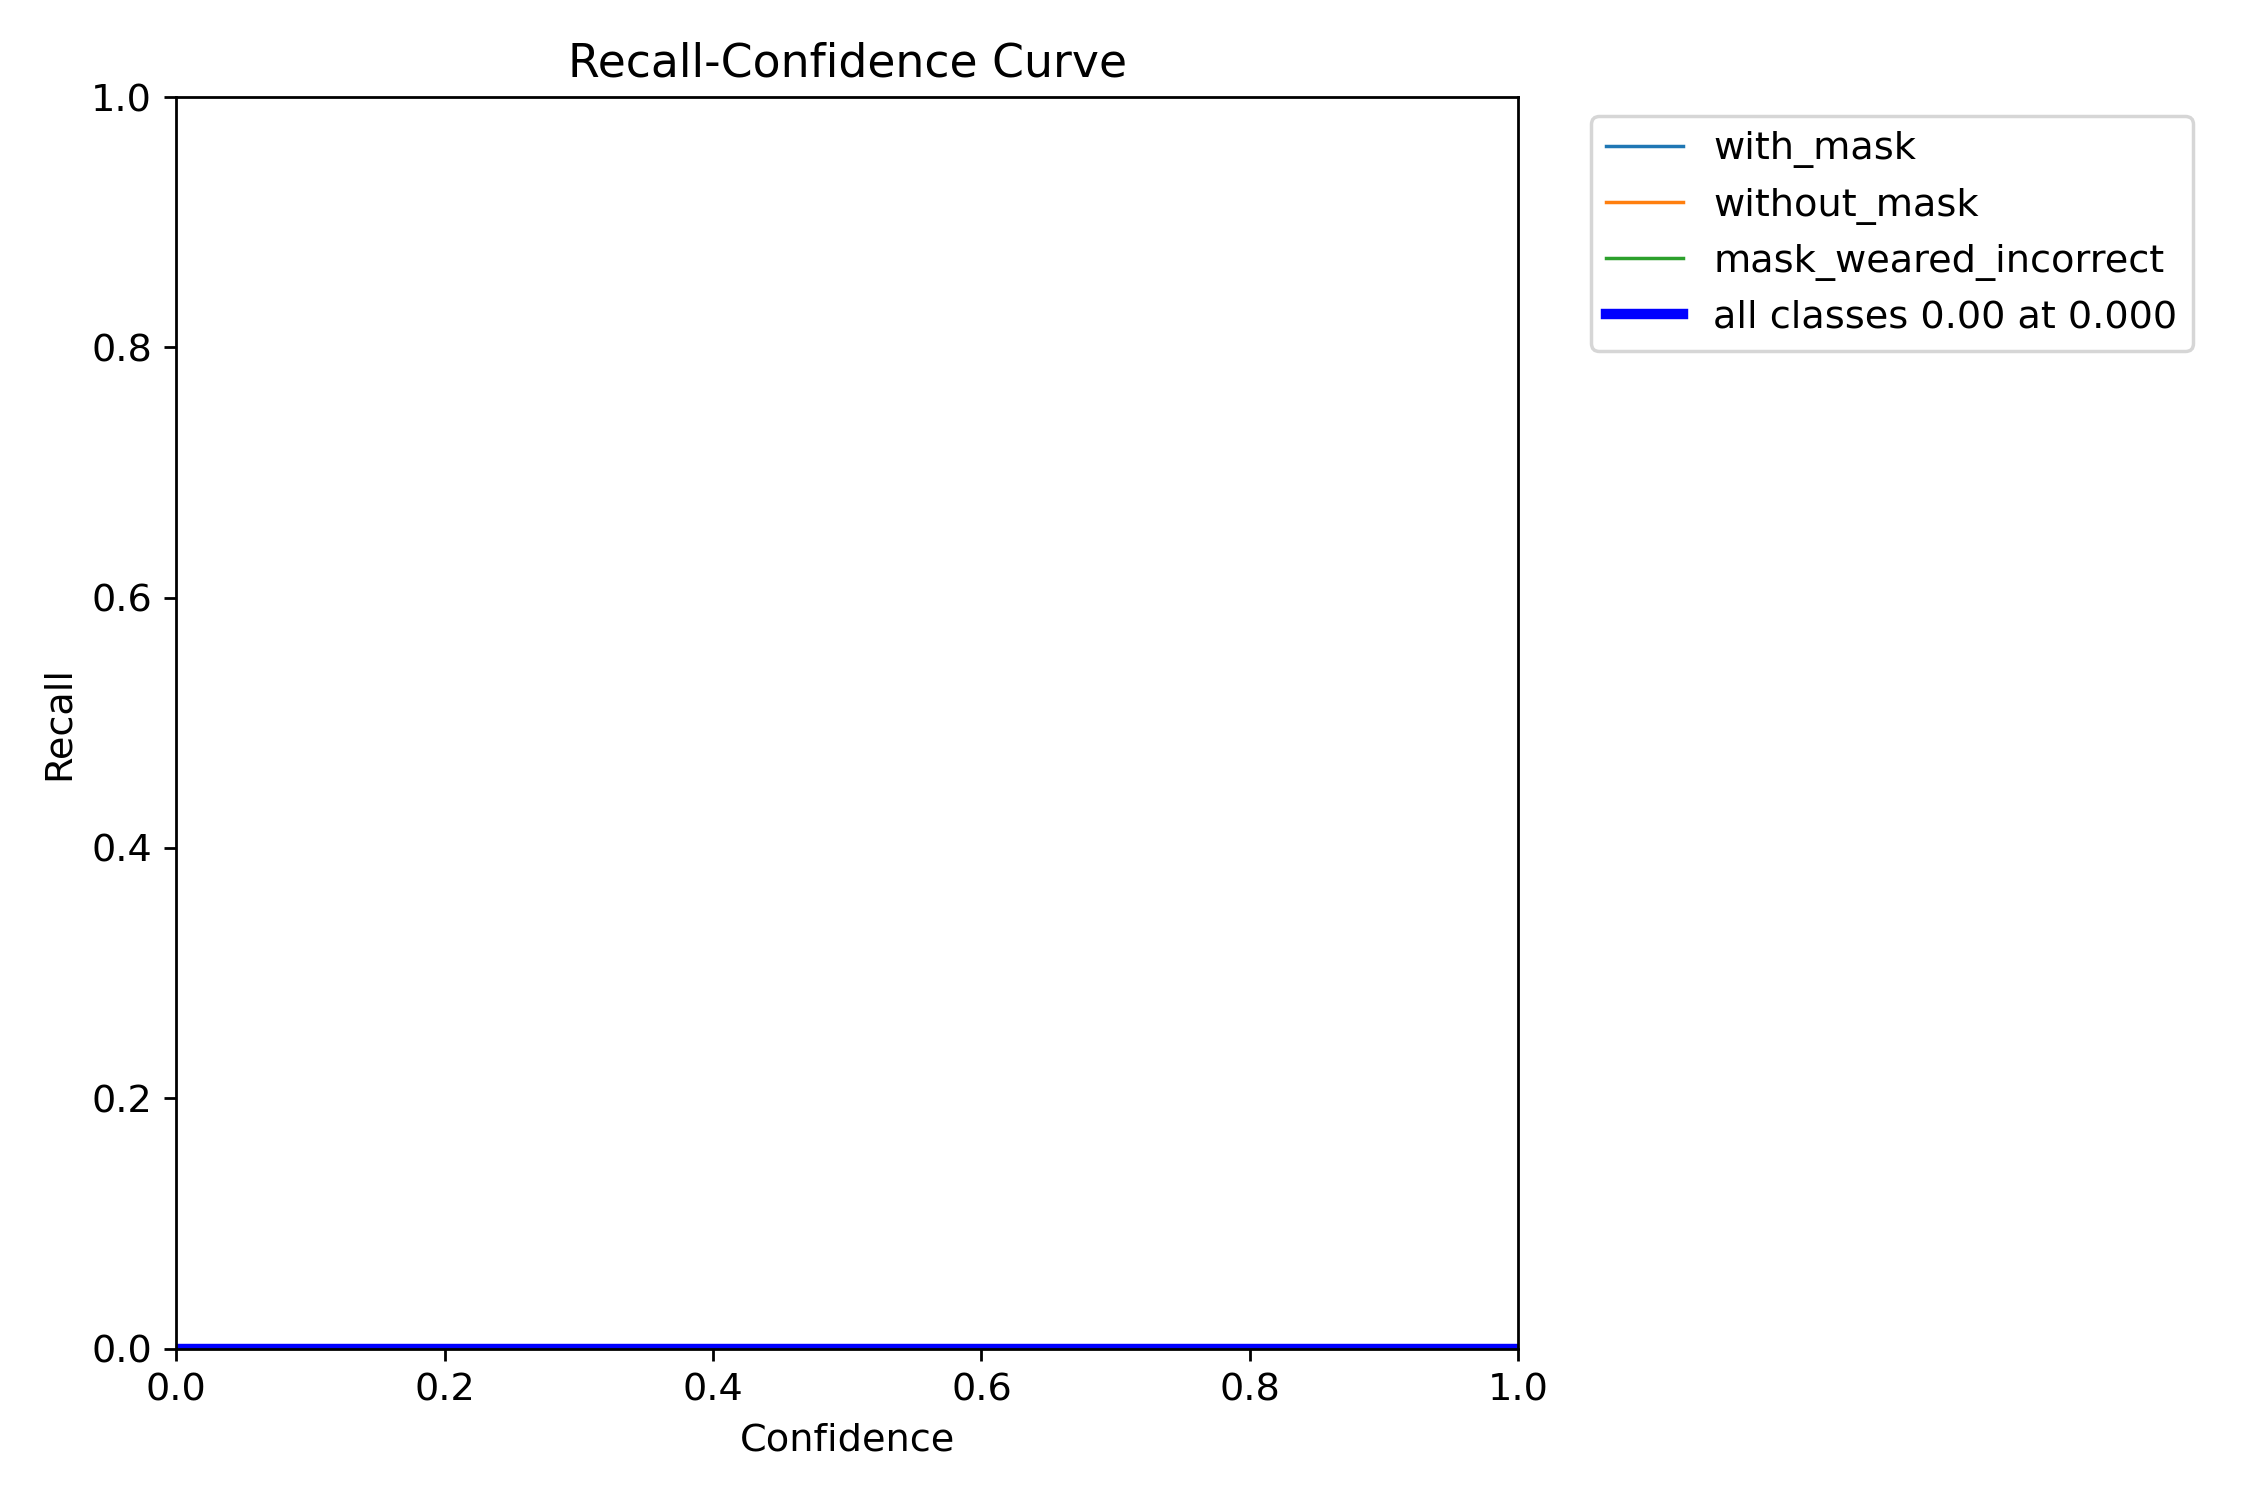 Recall-Confidence Curve
1.0
0.8
0.6
0.4
0.2
0.0
Recall
0.0 0.2 0.4 0.6 0.8 1.0
Confidence
with_mask
without_mask
mask_weared_incorrect
all classes 0.00 at 0.000